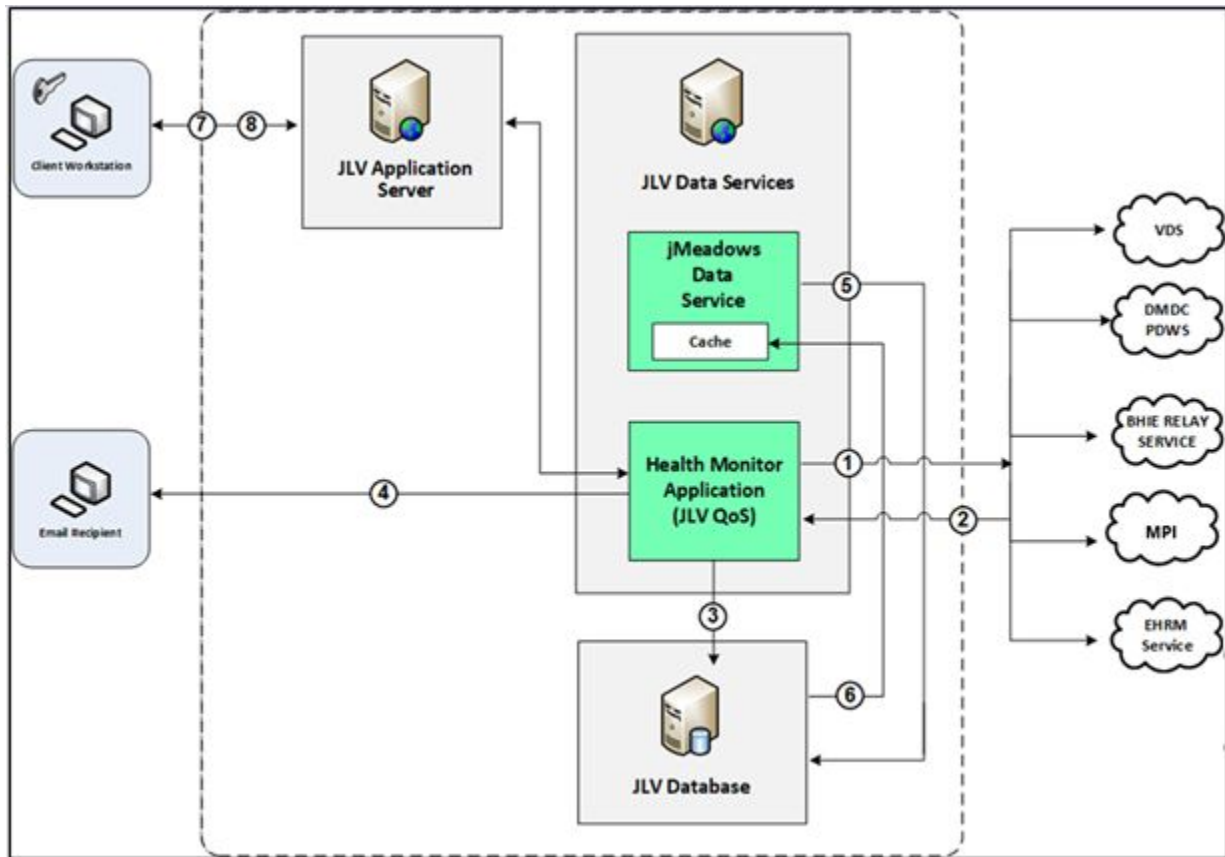 Client Workstation
7
8
JLV Application
Server
JLV Data Services
jMeadows
Data
Service
Cache
5
VDS
DMDC
PDWS
BHIE RELAY
SERVICE
MPI
EHRM
Service
Health Monitor
Application
(JLV QoS)
1
2
4
Email Recipient
3
6
JLV Database